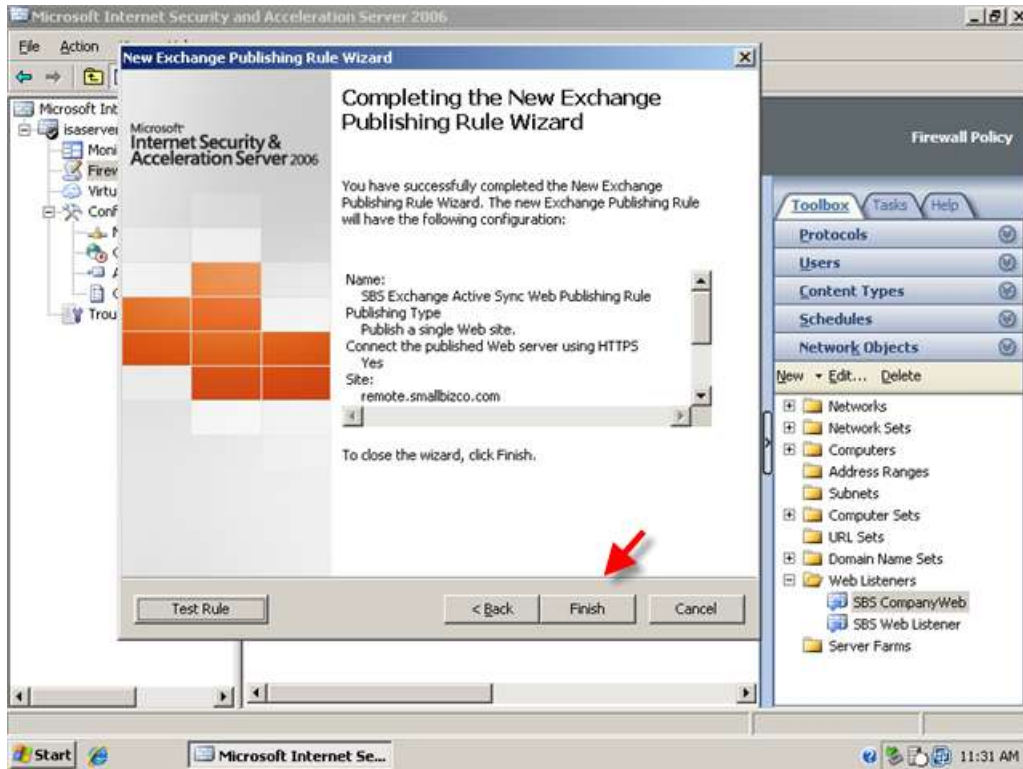 Microsoft Internet Security and Acceleration Server 2006
File Action
New Exchange Publishing Rule Wizard
Microsoft Int
isaserve
Moni
Firew
Virtu
Conf
Trou
Microsoft
Internet Security &
Acceleration Server 2006
Completing the New Exchange
Publishing Rule Wizard
You have successfully completed the New Exchange
Publishing Rule Wizard. The new Exchange Publishing Rule
will have the following configuration:
Name:
SBS Exchange Active Sync Web Publishing Rule
Publishing Type
Publish a single Web site.
Connect the published Web server using HTTPS
Yes
Site:
remote.smallbizco.com
To close the wizard, click Finish.
Test Rule
< Back
Finish
Cancel
Firewall Policy
Toolbox Tasks Help
Protocols
Users
Content Types
Schedules
Network Objects
New Edit... Delete
Networks
Network Sets
Computers
Address Ranges
Subnets
Computer Sets
URL Sets
Domain Name Sets
Web Listeners
SBS CompanyWeb
SBS Web Listener
Server Farms
Start
Microsoft Internet Se...
11:31 AM